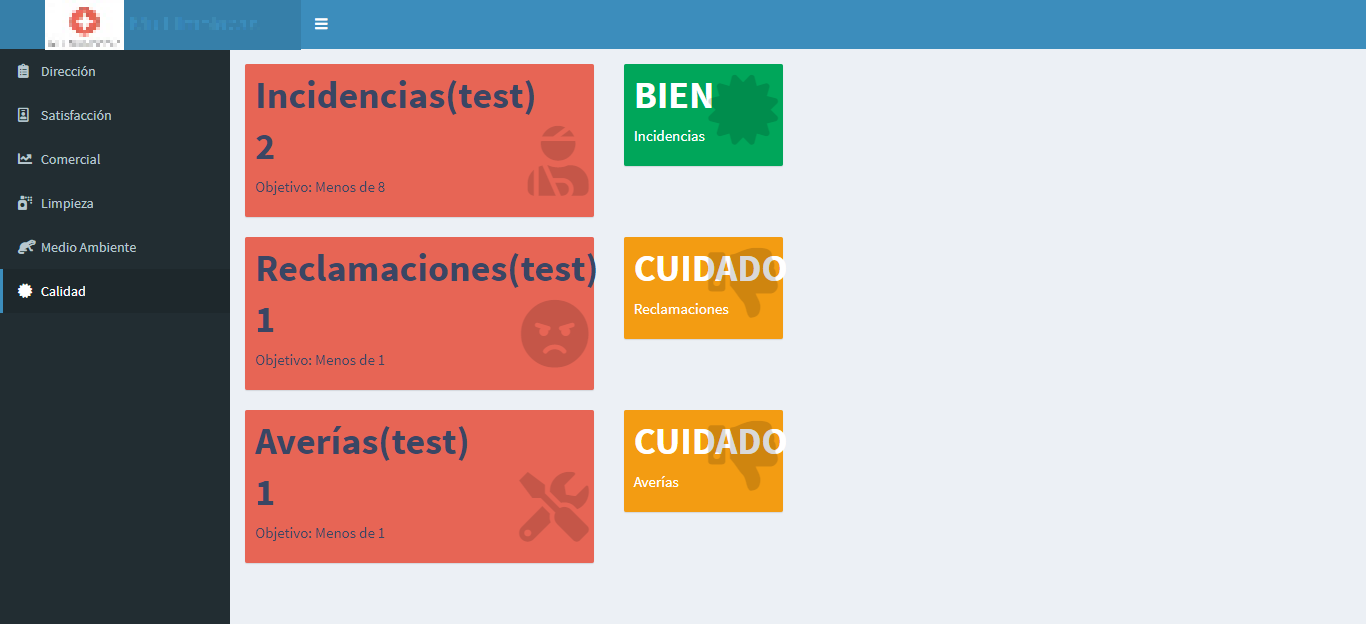 Dirección
Satisfacción
Comercial
Limpieza
Medio Ambiente
Calidad
Incidencias(test)
2
Objetivo: Menos de 8
BIEN
Incidencias
Reclamaciones(test)
1
Objetivo: Menos de 1
CUIDADO
Reclamaciones
Averías(test)
1
Objetivo: Menos de 1
CUIDADO
Averías